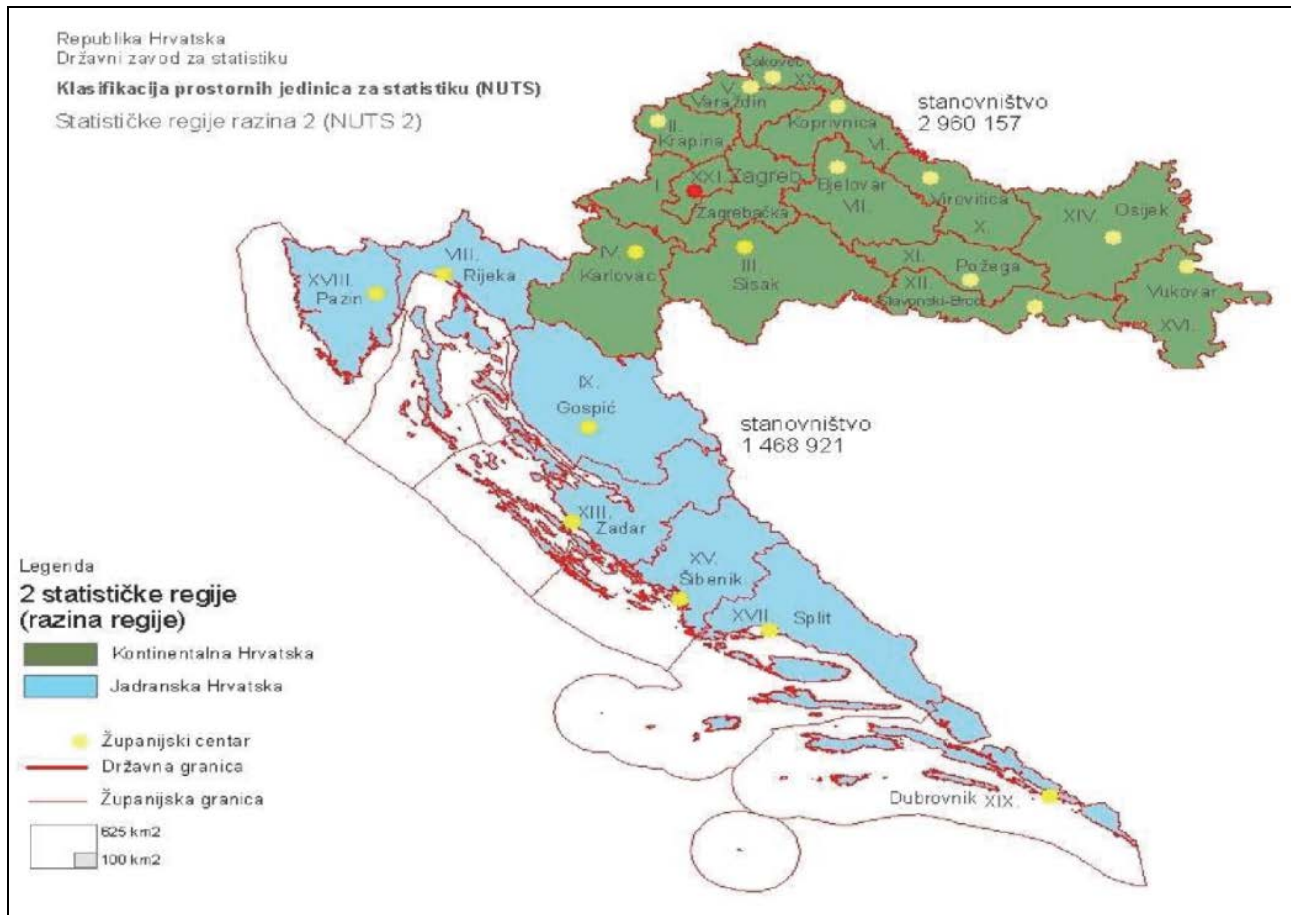 Republika Hrvatska
Državni zavod za statistiku
Klasifikacija prostornih jedinica za statistiku (NUTS)
Statističke regije razina 2 (NUTS 2)
stanovništvo
2 960 157
Čakovec
XX.
V.
Varaždin
Koprivnica
VI.
II.
Krapina
I.
XXI. Zagreb
Zagrebačka
Bjelovar
VII.
Virovitica
X.
XIV. Osijek
IV.
Karlovac
III.
Sisak
XI.
Požega
XII.
Slavonski-Brod
Vukovar
XVI.
VIII.
Rijeka
XVIII.
Pazin
IX.
Gospić
stanovništvo
1 468 921
XIII.
Zadar
XV.
Šibenik
XVII. Split
Dubrovnik XIX.
Legenda
2 statističke regije
(razina regije)
Kontinentalna Hrvatska
Jadranska Hrvatska
Županijski centar
Državna granica
Županijska granica
625 km2
100 km2